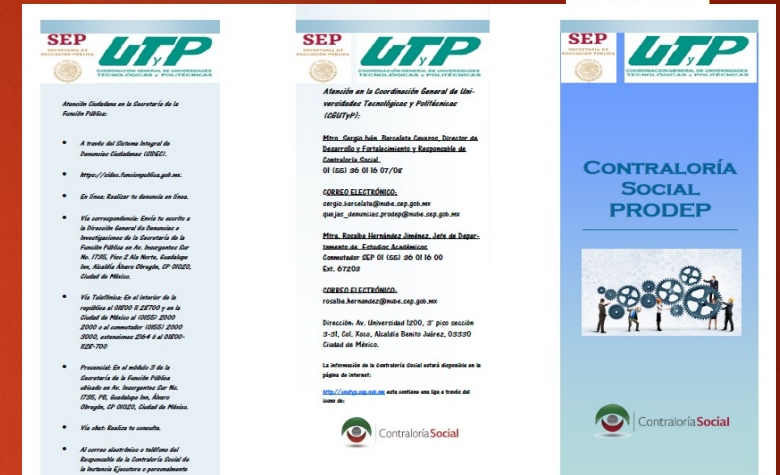 SEP
SECRETARÍA DE
EDUCACIÓN PÚBLICA
UTyP
COORDINACIÓN GENERAL DE UNIVERSIDADES
TECNOLÓGICAS y POLITÉCNICAS
Atención Ciudadana en la Secretaría de la
Función Pública:
• A través del Sistema Integral de
Denuncias Ciudadanas (SIDEC).
• https://sidec.funcionpublica.gob.mx.
• En línea: Realizar tu denuncia en línea.
• Vía correspondencia: Envía tu escrito a
la Dirección General de Denuncias e
Investigaciones de la Secretaría de la
Función Pública en Av. Insurgentes Sur
No. 1735, Piso 2 Ala Norte, Guadalupe
Inn, Alcaldía Álvaro Obregón, CP 01020,
Ciudad de México.
• Vía Telefónica: En el interior de la
república al 01800 11 28700 y en la
Ciudad de México al (0155) 2000
2000 o al conmutador (0155) 2000
3000, extensiones 2164 ó al 01800-
1128-700
• Presencial: En el módulo 3 de la
Secretaría de la Función Pública
ubicado en Av. Insurgentes Sur No.
1735, PB, Guadalupe Inn, Álvaro
Obregón, CP 01020, Ciudad de México.
• Vía chat: Realiza tu consulta.
• Al correo electrónico o teléfono del
Responsable de la Contraloría Social de
la Instancia Ejecutora o personalmente
SEP
SECRETARÍA DE
EDUCACIÓN PÚBLICA
UTyP
COORDINACIÓN GENERAL DE UNIVERSIDADES
TECNOLÓGICAS y POLITÉCNICAS
Atención en la Coordinación General de Uni-
versidades Tecnológicas y Politécnicas
(CGUTyP):
Mtro. Sergio Iván Barcelata Cavazos, Director de
Desarrollo y Fortalecimiento y Responsable de
Contraloría Social
01 (55) 36 01 16 07/08
CORREO ELECTRÓNICO:
sergio.barcelata@nube.sep.gob.mx
quejas_denuncias.prodep@nube.sep.gob.mx
Mtra. Rosalba Hernández Jiménez, Jefe de Depar-
tamento de Estudios Académicos
Conmutador SEP 01 (55) 36 01 16 00
Ext. 67203
CORREO ELECTRÓNICO:
rosalba.hernandez@nube.sep.gob.mx
Dirección: Av. Universidad 1200, 3° piso sección
3-31, Col. Xoco, Alcaldía Benito Juárez, 03330
Ciudad de México.
La información de la Contraloría Social estará disponible en la
página de internet:
http://cgutyp.sep.gob.mx esta contiene una liga a través del
icono de:
Contraloría Social
SEP
SECRETARÍA DE
EDUCACIÓN PÚBLICA
UTyP
COORDINACIÓN GENERAL DE UNIVERSIDADES
TECNOLÓGICAS y POLITÉCNICAS
CONTRALORÍA
SOCIAL
PRODEP
Contraloría Social